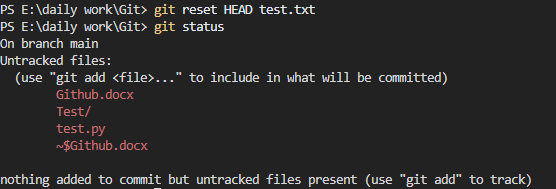 PS E:\daily work\Git> git reset HEAD test.txt
PS E:\daily work\Git> git status
On branch main
Untracked files:
  (use "git add <file>..." to include in what will be committed)
        Github.docx
        Test/
        test.py
        ~$Github.docx

nothing added to commit but untracked files present (use "git add" to track)